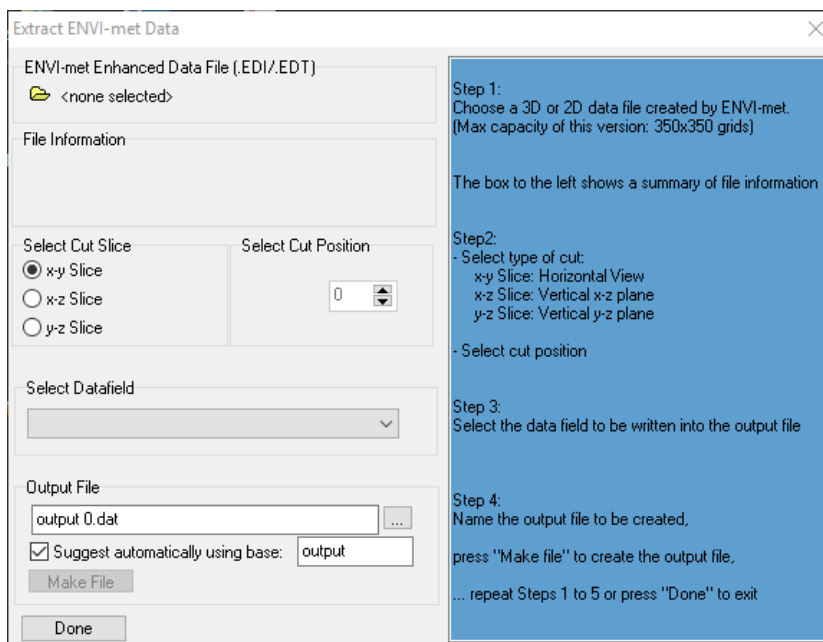 Extract ENVI-met Data
ENVI-met Enhanced Data File (.EDI/.EDT)
<none selected>
File Information
Select Cut Slice
x-y Slice
x-z Slice
y-z Slice
Select Cut Position
0
Select Datafield
Output File
output 0.dat
...
Suggest automatically using base:
output
Make File
Done
Step 1:
Choose a 3D or 2D data file created by ENVI-met.
(Max capacity of this version: 350x350 grids)
The box to the left shows a summary of file information
Step2:
- Select type of cut:
x-y Slice: Horizontal View
x-z Slice: Vertical x-z plane
y-z Slice: Vertical y-z plane
- Select cut position
Step 3:
Select the data field to be written into the output file
Step 4:
Name the output file to be created,
press "Make file" to create the output file,
... repeat Steps 1 to 5 or press "Done" to exit